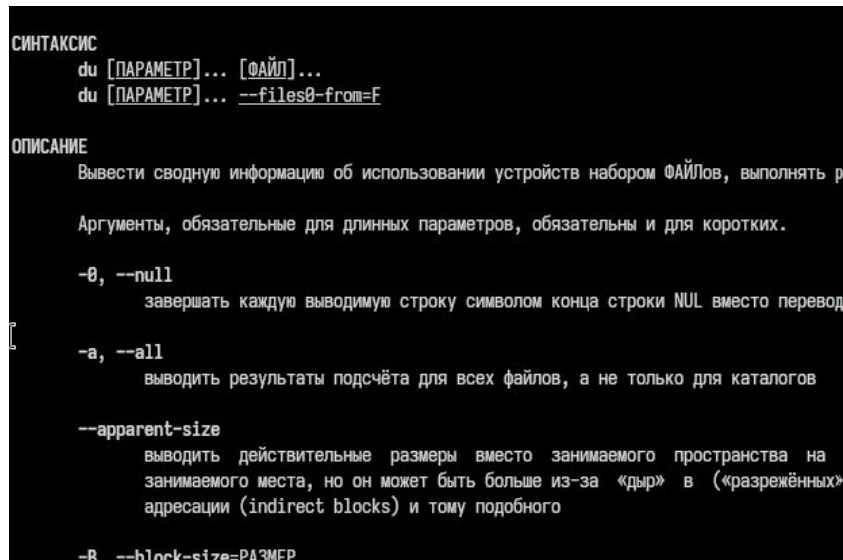 СИНТАКСИС
du [ПАРАМЕТР]... [ФАЙЛ]...
du [ПАРАМЕТР]... --files0-from=F
ОПИСАНИЕ
Вывести сводную информацию об использовании устройств набором ФАЙЛов, выполнять р
Аргументы, обязательные для длинных параметров, обязательны и для коротких.
-0, --null
завершать каждую выводимую строку символом конца строки NUL вместо перевод
-a, --all
выводить результаты подсчёта для всех файлов, а не только для каталогов
--apparent-size
выводить действительные размеры вместо занимаемого пространства на
занимаемого места, но он может быть больше из-за «дыр» в («разрежённых»
адресации (indirect blocks) и тому подобного
-B, --block-size=РАЗМЕР